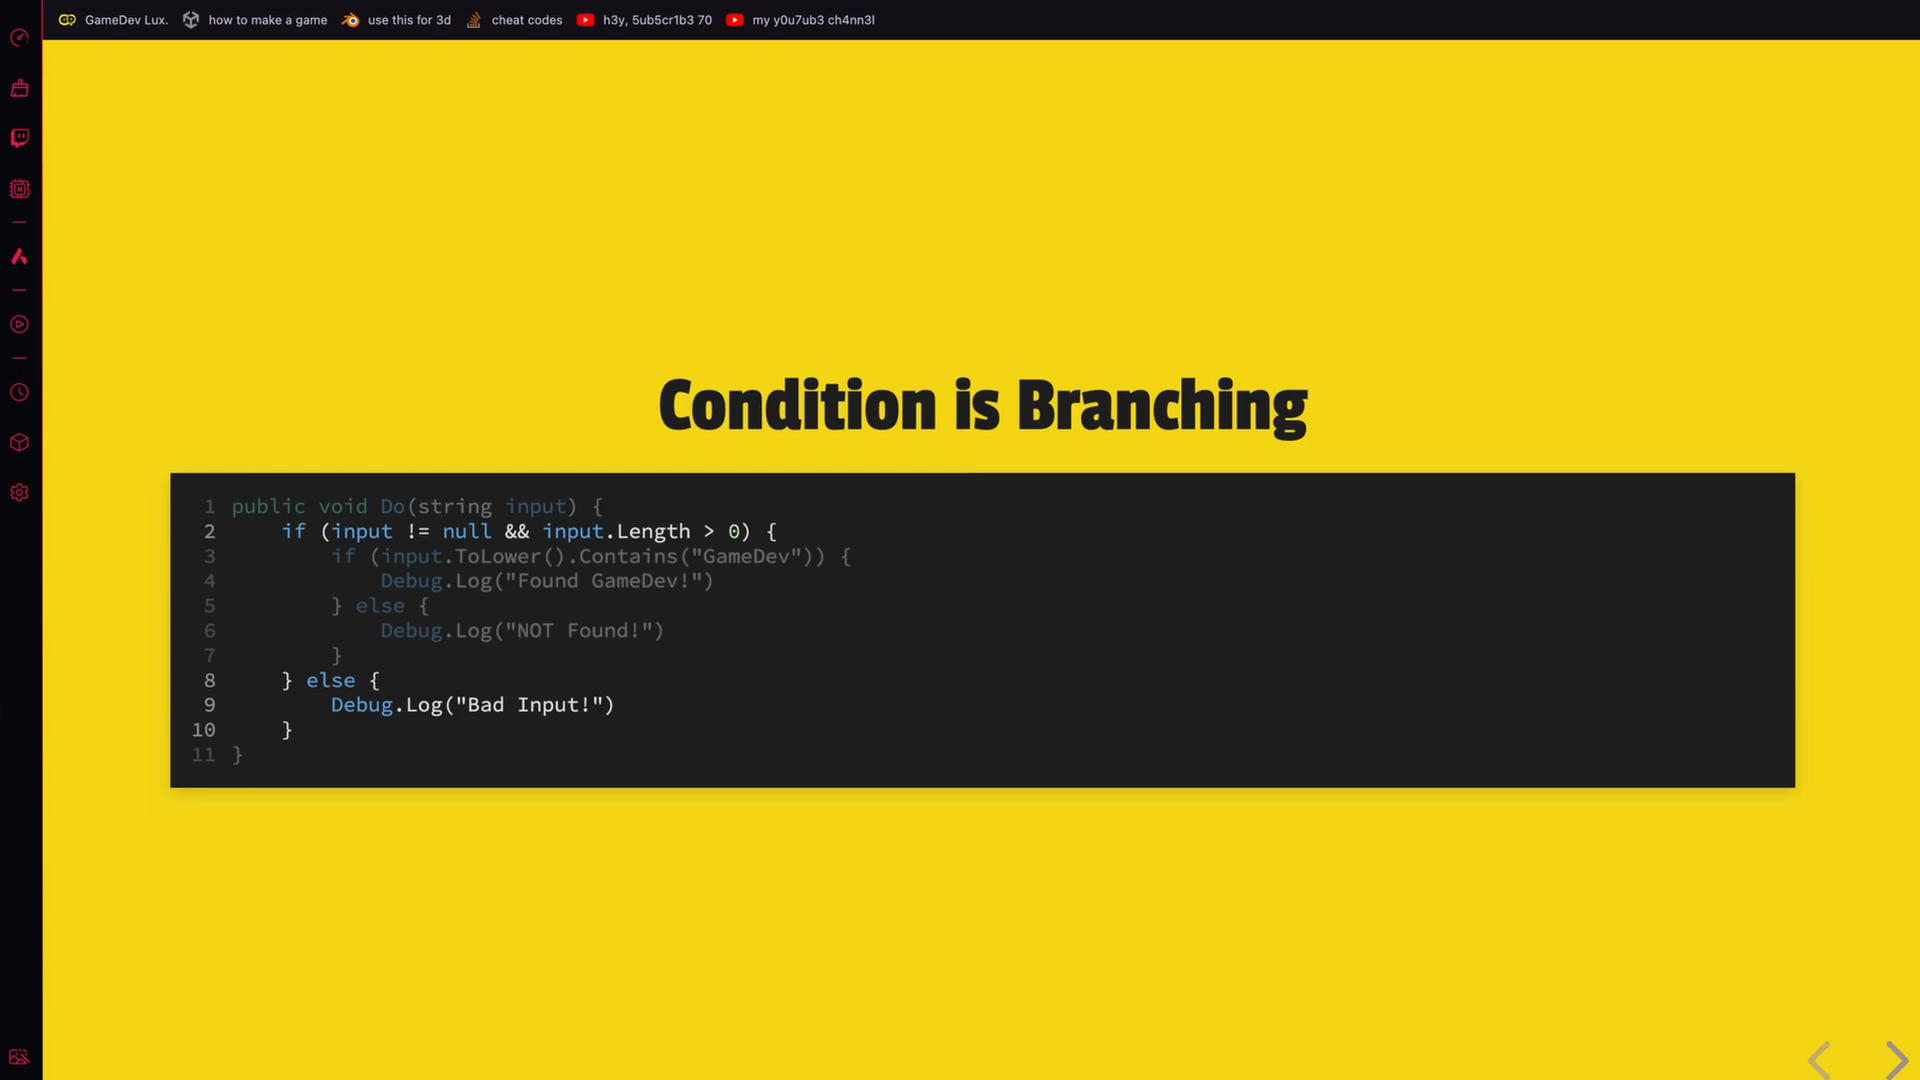 GameDev Lux. how to make a game use this for 3d cheat codes h3y, 5ub5cr1b3 70 my y0u7ub3 ch4nn3l
Condition is Branching
1 public void Do(string input) {
2     if (input != null && input.Length > 0) {
3         if (input.ToLower().Contains("GameDev")) {
4             Debug.Log("Found GameDev!")
5         } else {
6             Debug.Log("NOT Found!")
7         }
8     } else {
9         Debug.Log("Bad Input!")
10     }
11 }